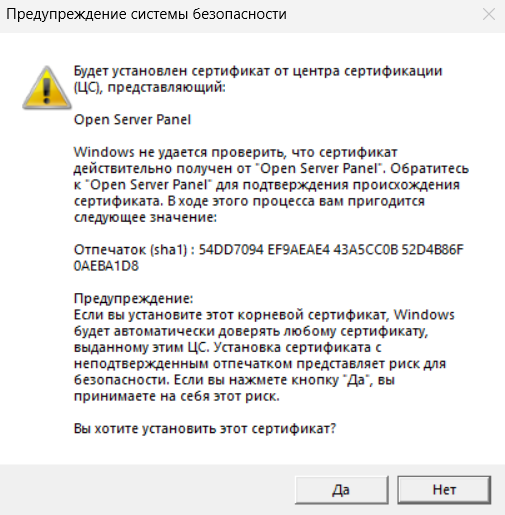 Предупреждение системы безопасности
Будет установлен сертификат от центра сертификации
(ЦС), представляющий:
Open Server Panel
Windows не удается проверить, что сертификат
действительно получен от "Open Server Panel". Обратитесь
к "Open Server Panel" для подтверждения происхождения
сертификата. В ходе этого процесса вам пригодится
следующее значение:
Отпечаток (sha1) : 54DD7094 EF9AEAE4 43A5CC0B 52D4B86F
0AEBA1D8
Предупреждение:
Если вы установите этот корневой сертификат, Windows
будет автоматически доверять любому сертификату,
выданному этим ЦС. Установка сертификата с
неподтвержденным отпечатком представляет риск для
безопасности. Если вы нажмете кнопку "Да", вы
принимаете на себя этот риск.
Вы хотите установить этот сертификат?
Да
Нет